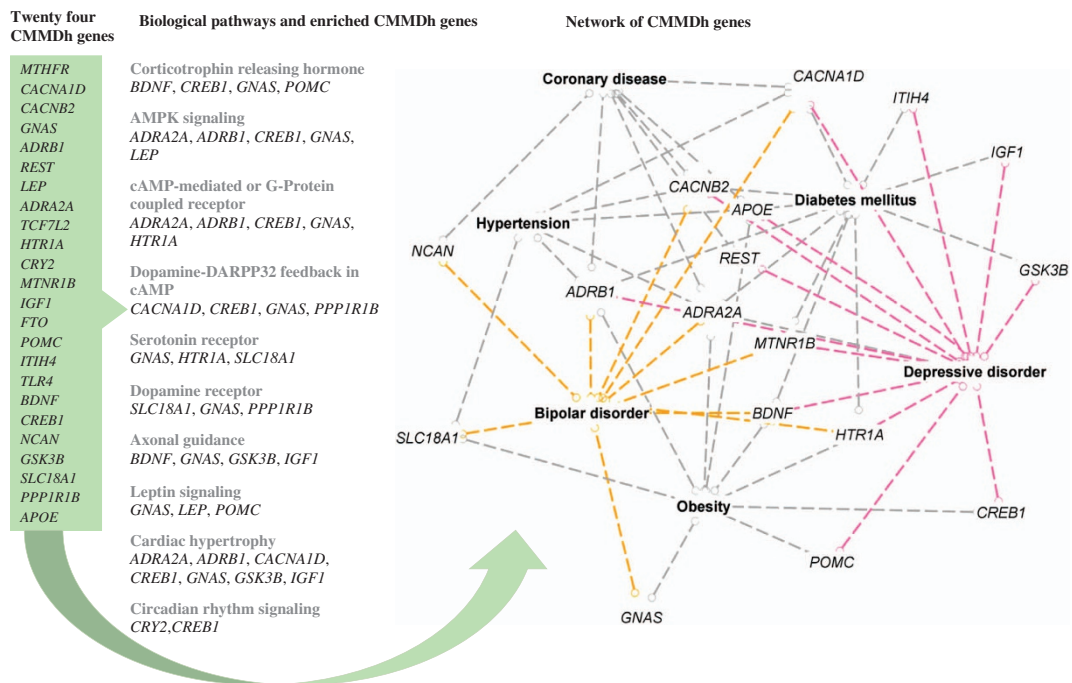 Twenty four
CMMDh genes
MTHFR
CACNA1D
CACNB2
GNAS
ADRB1
REST
LEP
ADRA2A
TCF7L2
HTR1A
CRY2
MTNR1B
IGF1
FTO
POMC
ITIH4
TLR4
BDNF
CREB1
NCAN
GSK3B
SLC18A1
PPP1R1B
APOE
Biological pathways and enriched CMMDh genes
Corticotrophin releasing hormone
BDNF, CREB1, GNAS, POMC
AMPK signaling
ADRA2A, ADRB1, CREB1, GNAS,
LEP
cAMP-mediated or G-Protein
coupled receptor
ADRA2A, ADRB1, CREB1, GNAS,
HTR1A
Dopamine-DARPP32 feedback in
cAMP
CACNA1D, CREB1, GNAS, PPP1R1B
Serotonin receptor
GNAS, HTR1A, SLC18A1
Dopamine receptor
SLC18A1, GNAS, PPP1R1B
Axonal guidance
BDNF, GNAS, GSK3B, IGF1
Leptin signaling
GNAS, LEP, POMC
Cardiac hypertrophy
ADRA2A, ADRB1, CACNA1D,
CREB1, GNAS, GSK3B, IGF1
Circadian rhythm signaling
CRY2,CREB1
Network of CMMDh genes
Coronary disease
CACNA1D
ITIH4
IGF1
CACNB2
APOE
Diabetes mellitus
Hypertension
NCAN
REST
GSK3B
ADRB1
ADRA2A
MTNR1B
Depressive disorder
Bipolar disorder
BDNF
SLC18A1
HTR1A
Obesity
CREB1
POMC
GNAS